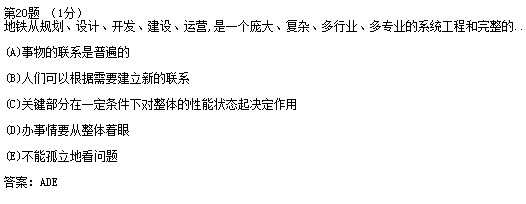 第20题 （1分）
地铁从规划、设计、开发、建设、运营,是一个庞大、复杂、多行业、多专业的系统工程和完整的..
(A)事物的联系是普遍的
(B)人们可以根据需要建立新的联系
(C)关键部分在一定条件下对整体的性能状态起决定作用
(D)办事情要从整体着眼
(E)不能孤立地看问题
答案: ADE